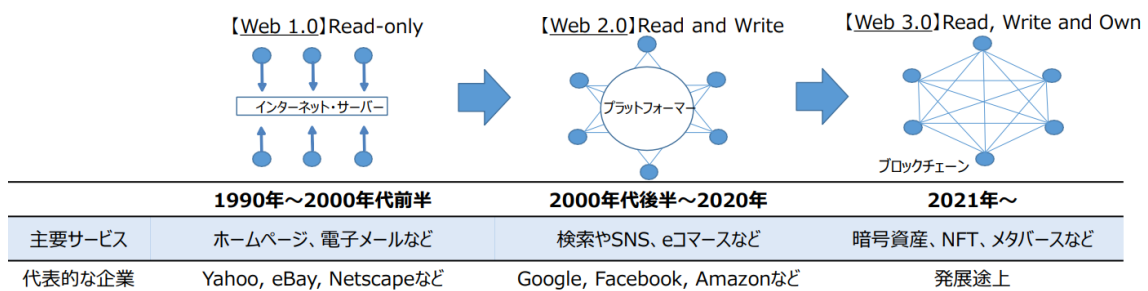 【Web 1.0】Read-only
【Web 2.0】Read and Write
【Web 3.0】Read, Write and Own
インターネット・サーバー
プラットフォーマー
ブロックチェーン
1990年～2000年代前半 2000年代後半～2020年 2021年～
主要サービス ホームページ、電子メールなど 検索やSNS、eコマースなど 暗号資産、NFT、メタバースなど
代表的な企業 Yahoo, eBay, Netscapeなど Google, Facebook, Amazonなど 発展途上